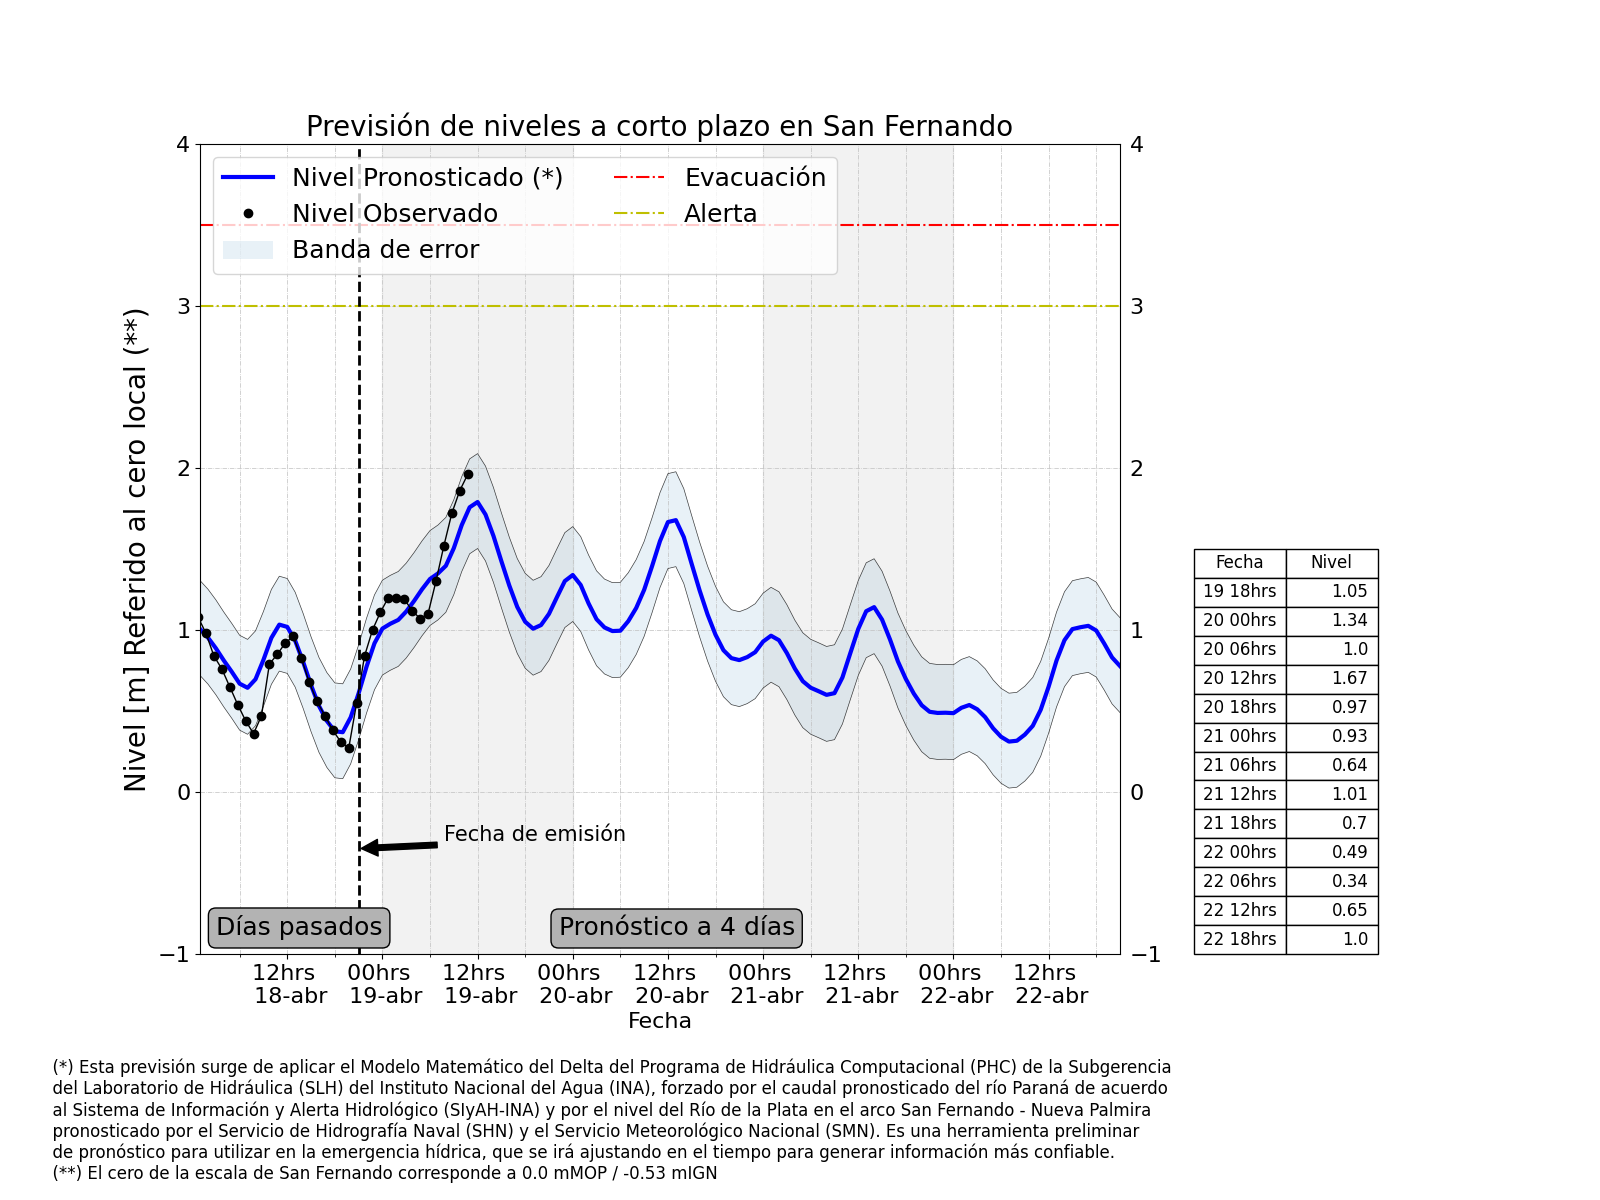 Previsión de niveles a corto plazo en San Fernando
Nivel Pronosticado (*)
Nivel Observado
Banda de error
Evacuación
Alerta
Nivel [m] Referido al cero local (**)
4
3
2
1
0
−1
4
3
2
1
0
−1
Fecha de emisión
Días pasados
Pronóstico a 4 días
12hrs 00hrs 12hrs 00hrs 12hrs 00hrs 12hrs 00hrs 12hrs
18-abr 19-abr 19-abr 20-abr 20-abr 21-abr 21-abr 22-abr 22-abr
Fecha
Fecha Nivel
19 18hrs 1.05
20 00hrs 1.34
20 06hrs 1.0
20 12hrs 1.67
20 18hrs 0.97
21 00hrs 0.93
21 06hrs 0.64
21 12hrs 1.01
21 18hrs 0.7
22 00hrs 0.49
22 06hrs 0.34
22 12hrs 0.65
22 18hrs 1.0
(*) Esta previsión surge de aplicar el Modelo Matemático del Delta del Programa de Hidráulica Computacional (PHC) de la Subgerencia
del Laboratorio de Hidráulica (SLH) del Instituto Nacional del Agua (INA), forzado por el caudal pronosticado del río Paraná de acuerdo
al Sistema de Información y Alerta Hidrológico (SIyAH-INA) y por el nivel del Río de la Plata en el arco San Fernando - Nueva Palmira
pronosticado por el Servicio de Hidrografía Naval (SHN) y el Servicio Meteorológico Nacional (SMN). Es una herramienta preliminar
de pronóstico para utilizar en la emergencia hídrica, que se irá ajustando en el tiempo para generar información más confiable.
(**) El cero de la escala de San Fernando corresponde a 0.0 mMOP / -0.53 mIGN